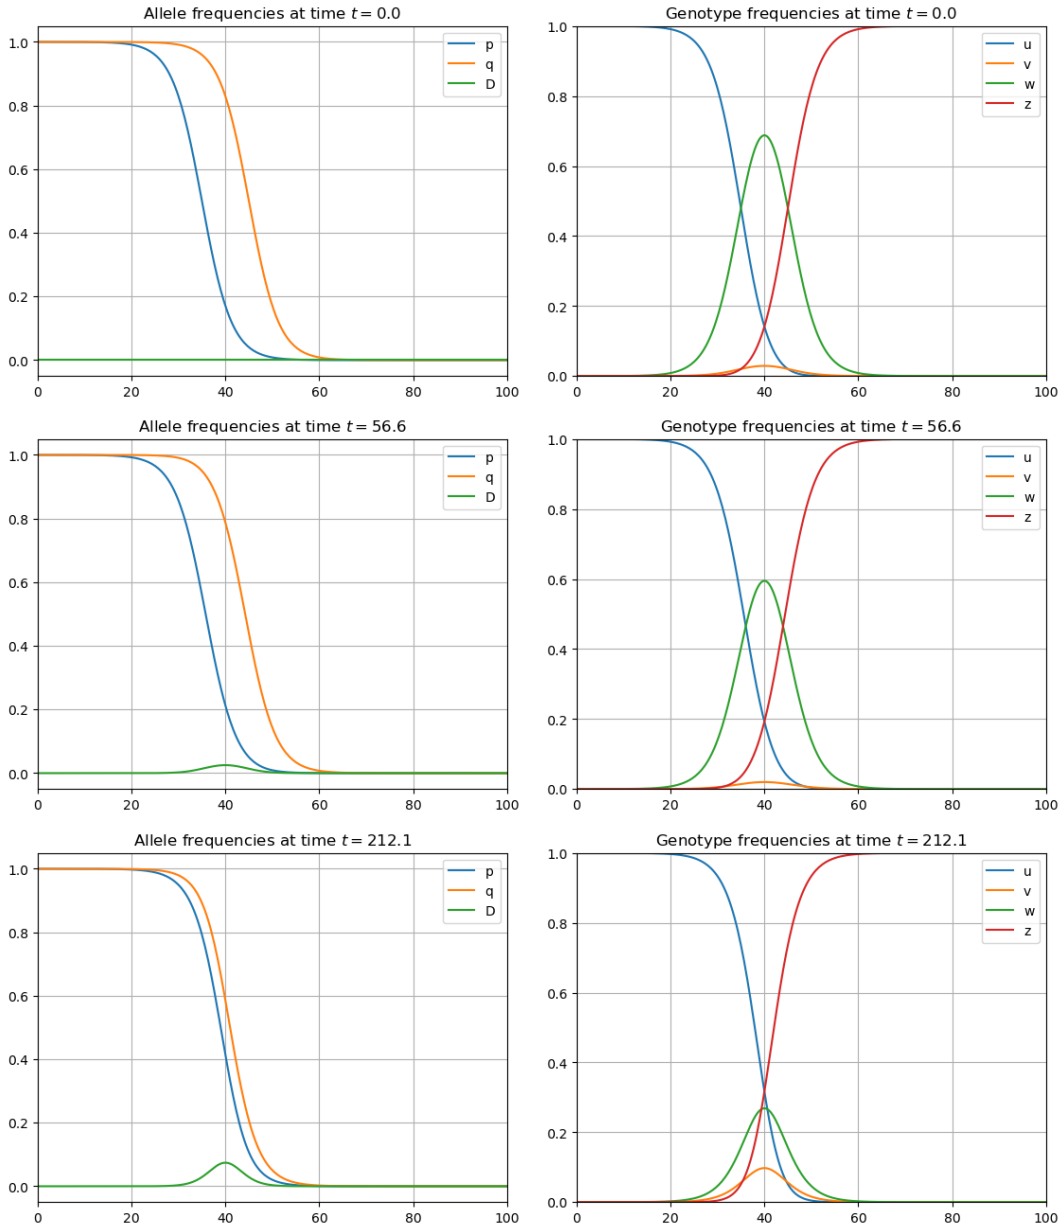 Allele frequencies at time t = 0.0
1.0
0.8
0.6
0.4
0.2
0.0
0 20 40 60 80 100
p
q
D
Genotype frequencies at time t = 0.0
1.0
0.8
0.6
0.4
0.2
0.0
0 20 40 60 80 100
u
v
w
z
Allele frequencies at time t = 56.6
1.0
0.8
0.6
0.4
0.2
0.0
0 20 40 60 80 100
p
q
D
Genotype frequencies at time t = 56.6
1.0
0.8
0.6
0.4
0.2
0.0
0 20 40 60 80 100
u
v
w
z
Allele frequencies at time t = 212.1
1.0
0.8
0.6
0.4
0.2
0.0
0 20 40 60 80 100
p
q
D
Genotype frequencies at time t = 212.1
1.0
0.8
0.6
0.4
0.2
0.0
0 20 40 60 80 100
u
v
w
z